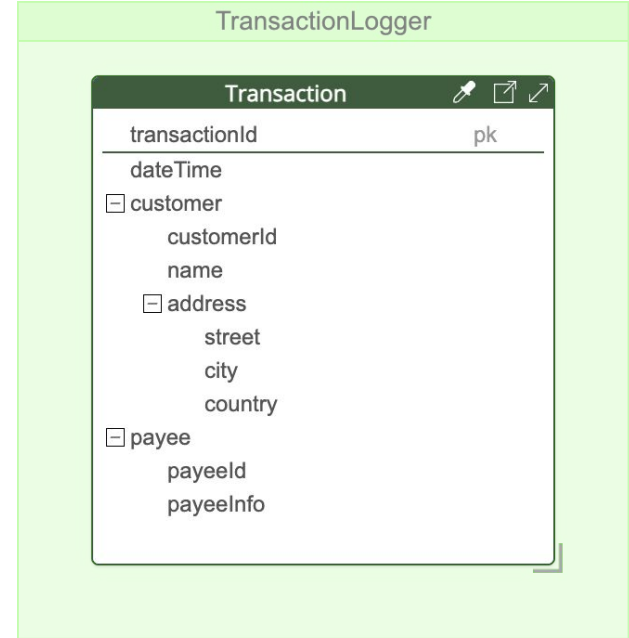 TransactionLogger
Transaction
transactionId pk
dateTime
customer
customerId
name
address
street
city
country
payee
payeeId
payeeInfo